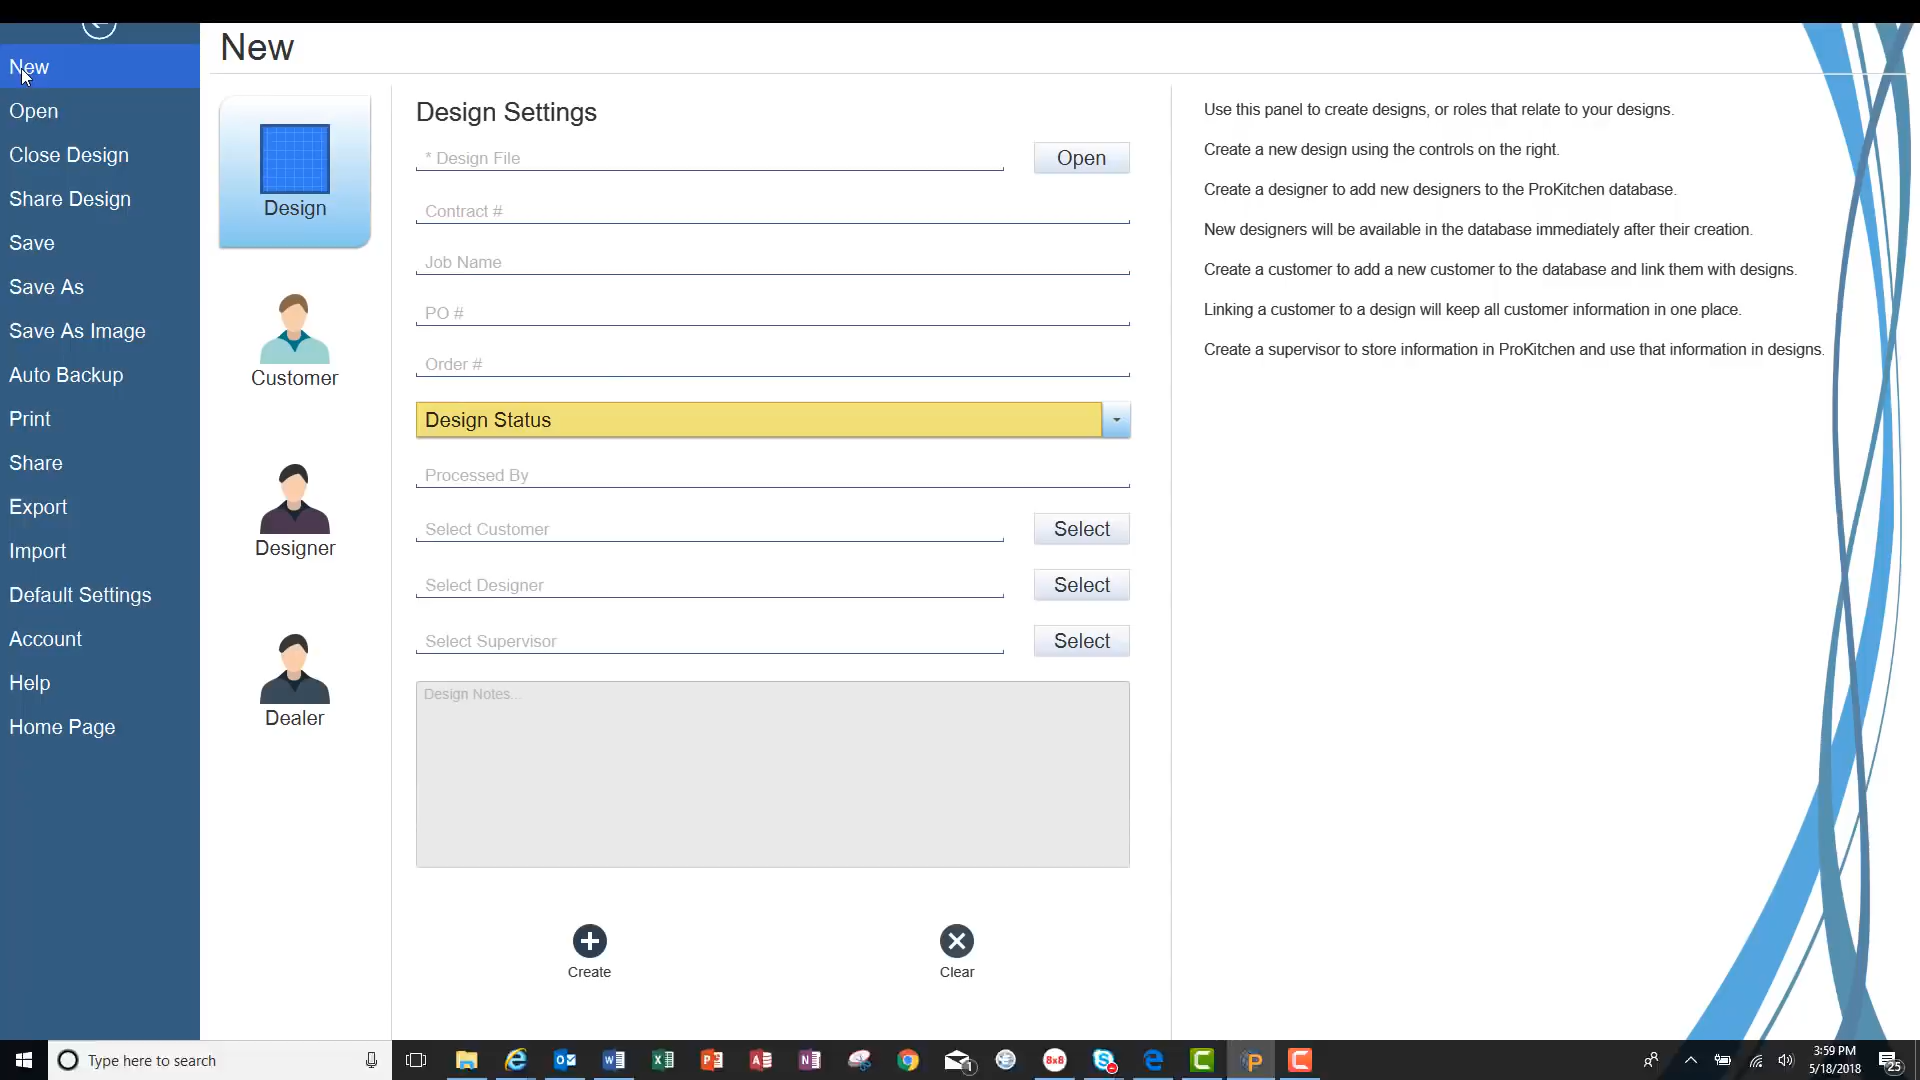 New
Open
Close Design
Share Design
Save
Save As
Save As Image
Auto Backup
Print
Share
Export
Import
Default Settings
Account
Help
Home Page
New
Design
Customer
Designer
Dealer
Design Settings
* Design File
Open
Contract #
Job Name
PO #
Order #
Design Status
Processed By
Select Customer
Select
Select Designer
Select
Select Supervisor
Select
Design Notes...
Create
Clear
Use this panel to create designs, or roles that relate to your designs.
Create a new design using the controls on the right.
Create a designer to add new designers to the ProKitchen database.
New designers will be available in the database immediately after their creation.
Create a customer to add a new customer to the database and link them with designs.
Linking a customer to a design will keep all customer information in one place.
Create a supervisor to store information in ProKitchen and use that information in designs.
Type here to search
1
8x8
3:59 PM
5/18/2018
25